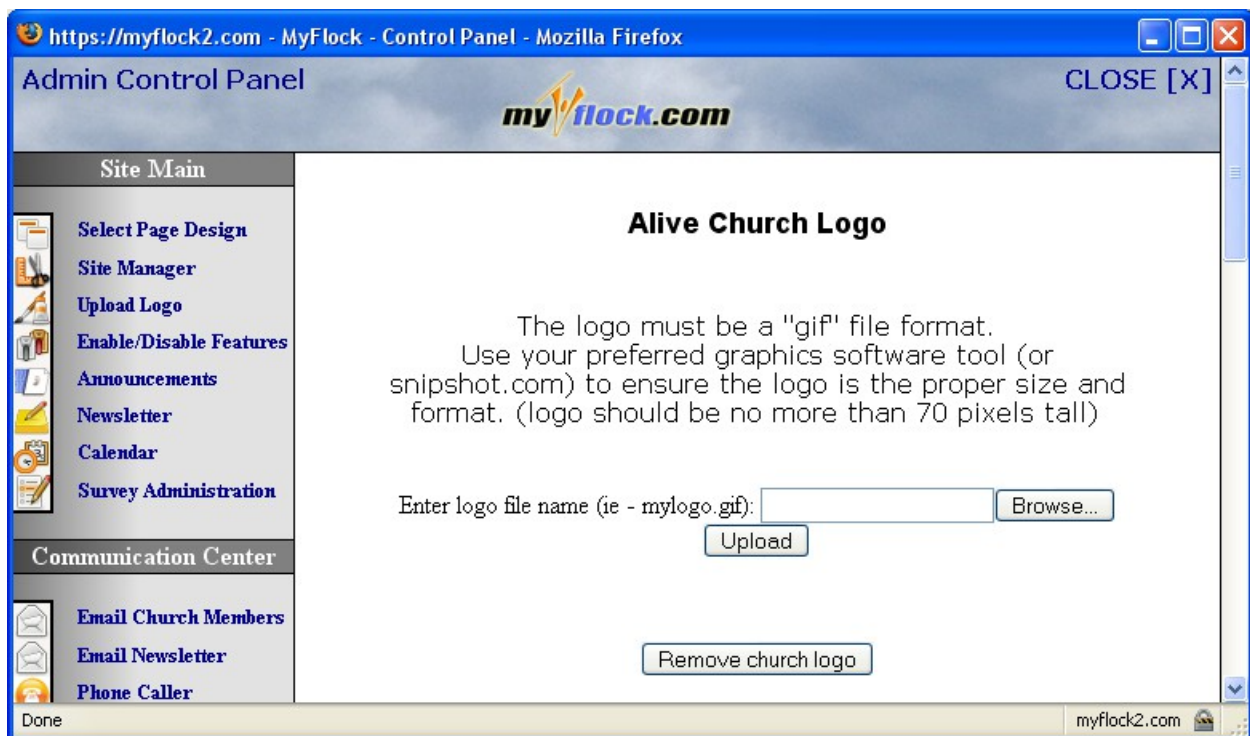 https://myflock2.com - MyFlock - Control Panel - Mozilla Firefox
Admin Control Panel
myflock.com
CLOSE [X]
Site Main
Select Page Design
Site Manager
Upload Logo
Enable/Disable Features
Announcements
Newsletter
Calendar
Survey Administration
Communication Center
Email Church Members
Email Newsletter
Phone Caller
Alive Church Logo
The logo must be a "gif" file format.
Use your preferred graphics software tool (or
snipshot.com) to ensure the logo is the proper size and
format. (logo should be no more than 70 pixels tall)
Enter logo file name (ie - mylogo.gif): Browse...
Upload
Remove church logo
Done
myflock2.com